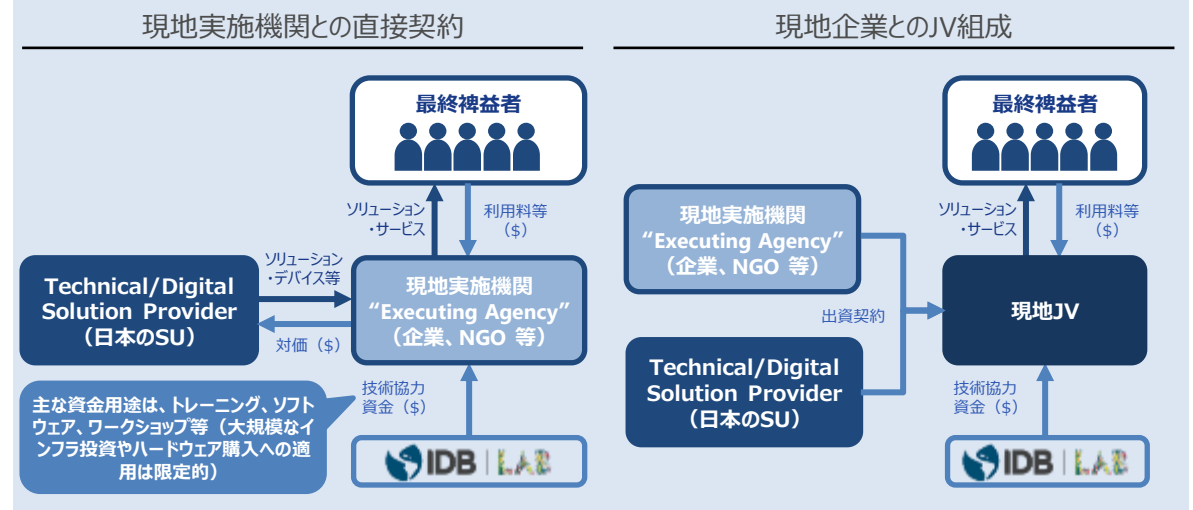 現地実施機関との直接契約
最終裨益者
ソリューション
・サービス
利用料等
（$）
Technical/Digital
Solution Provider
（日本のSU）
ソリューション
・デバイス等
対価（$）
現地実施機関
“Executing Agency”
（企業、NGO 等）
主な資金用途は、トレーニング、ソフト
ウェア、ワークショップ等（大規模なイ
ンフラ投資やハードウェア購入への適
用は限定的）
技術協力
資金（$）
IDB | LAB
現地企業とのJV組成
最終裨益者
ソリューション
・サービス
利用料等
（$）
現地実施機関
“Executing Agency”
（企業、NGO 等）
出資契約
現地JV
Technical/Digital
Solution Provider
（日本のSU）
技術協力
資金（$）
IDB | LAB